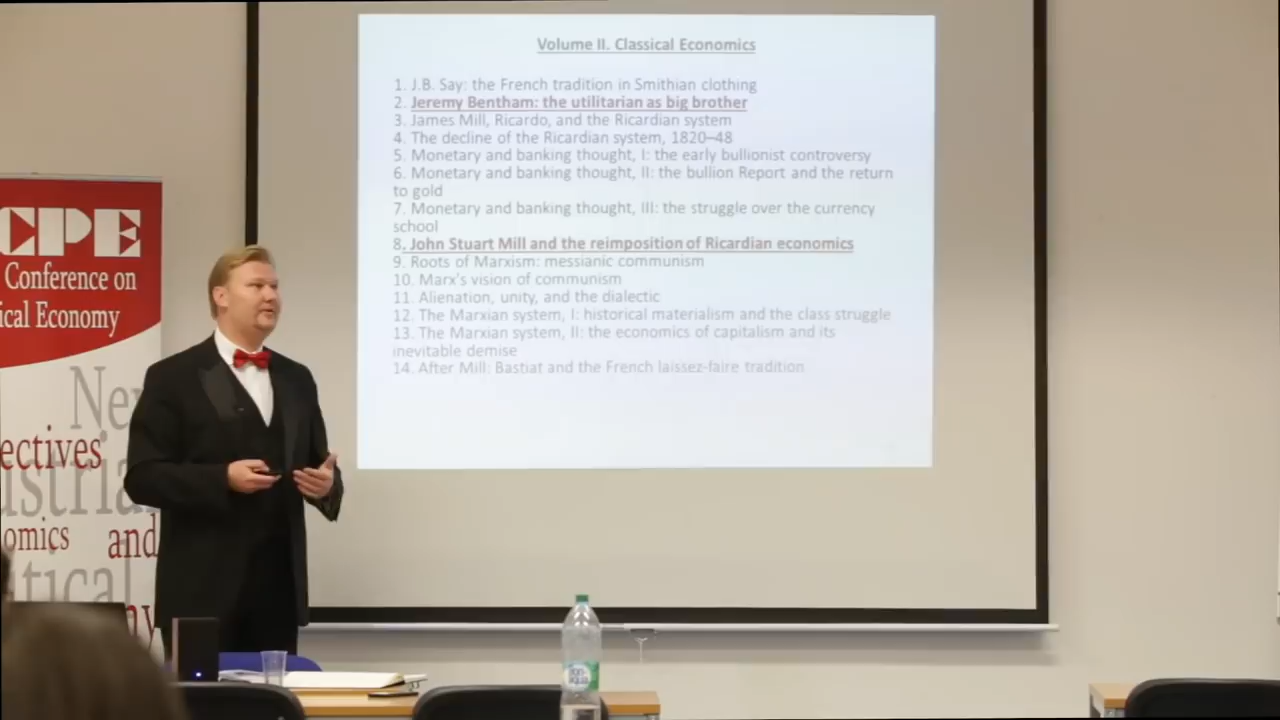 Volume II. Classical Economics
1. J.B. Say: the French tradition in Smithian clothing
2. Jeremy Bentham: the utilitarian as big brother
3. James Mill, Ricardo, and the Ricardian system
4. The decline of the Ricardian system, 1820–48
5. Monetary and banking thought, I: the early bullionist controversy
6. Monetary and banking thought, II: the bullion Report and the return
to gold
7. Monetary and banking thought, III: the struggle over the currency
school
8. John Stuart Mill and the reimposition of Ricardian economics
9. Roots of Marxism: messianic communism
10. Marx's vision of communism
11. Alienation, unity, and the dialectic
12. The Marxian system, I: historical materialism and the class struggle
13. The Marxian system, II: the economics of capitalism and its
inevitable demise
14. After Mill: Bastiat and the French laissez-faire tradition
CPE
Conference on
ical Economy
New
ectives
ustria
omics and
itical
my